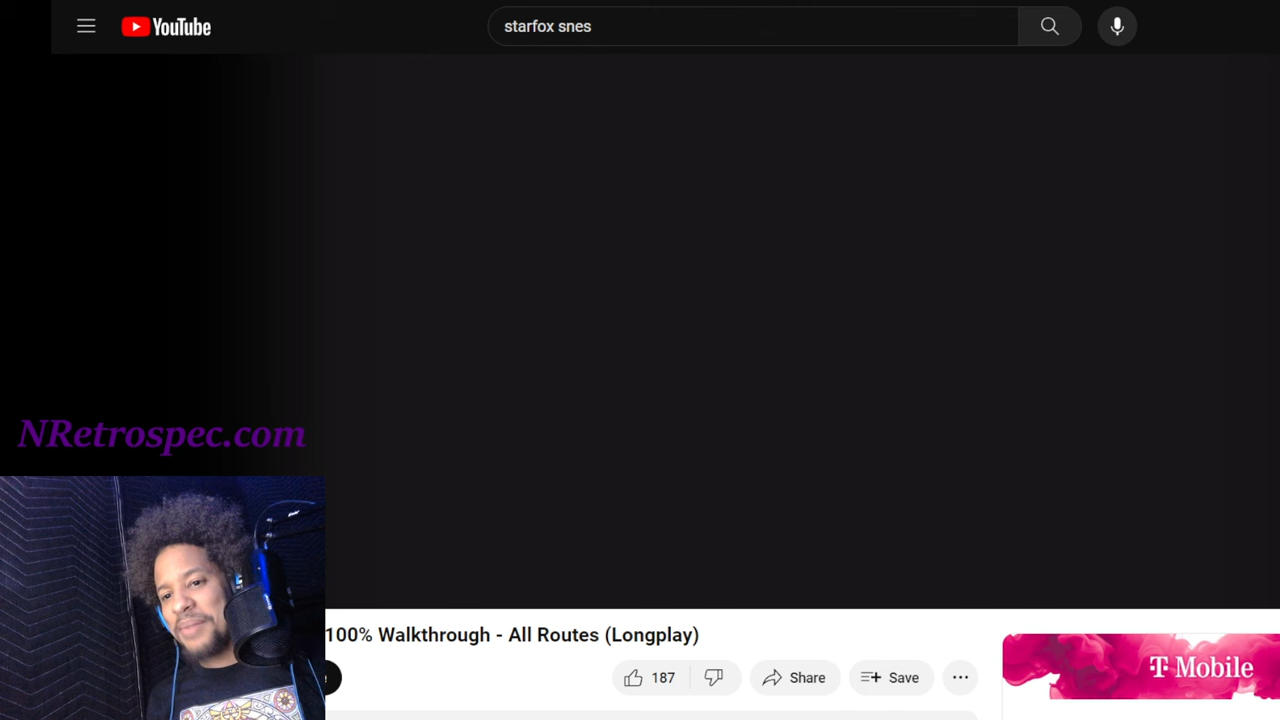 YouTube
starfox snes
NRetrospec.com
100% Walkthrough - All Routes (Longplay)
187
Share
Save
T Mobile